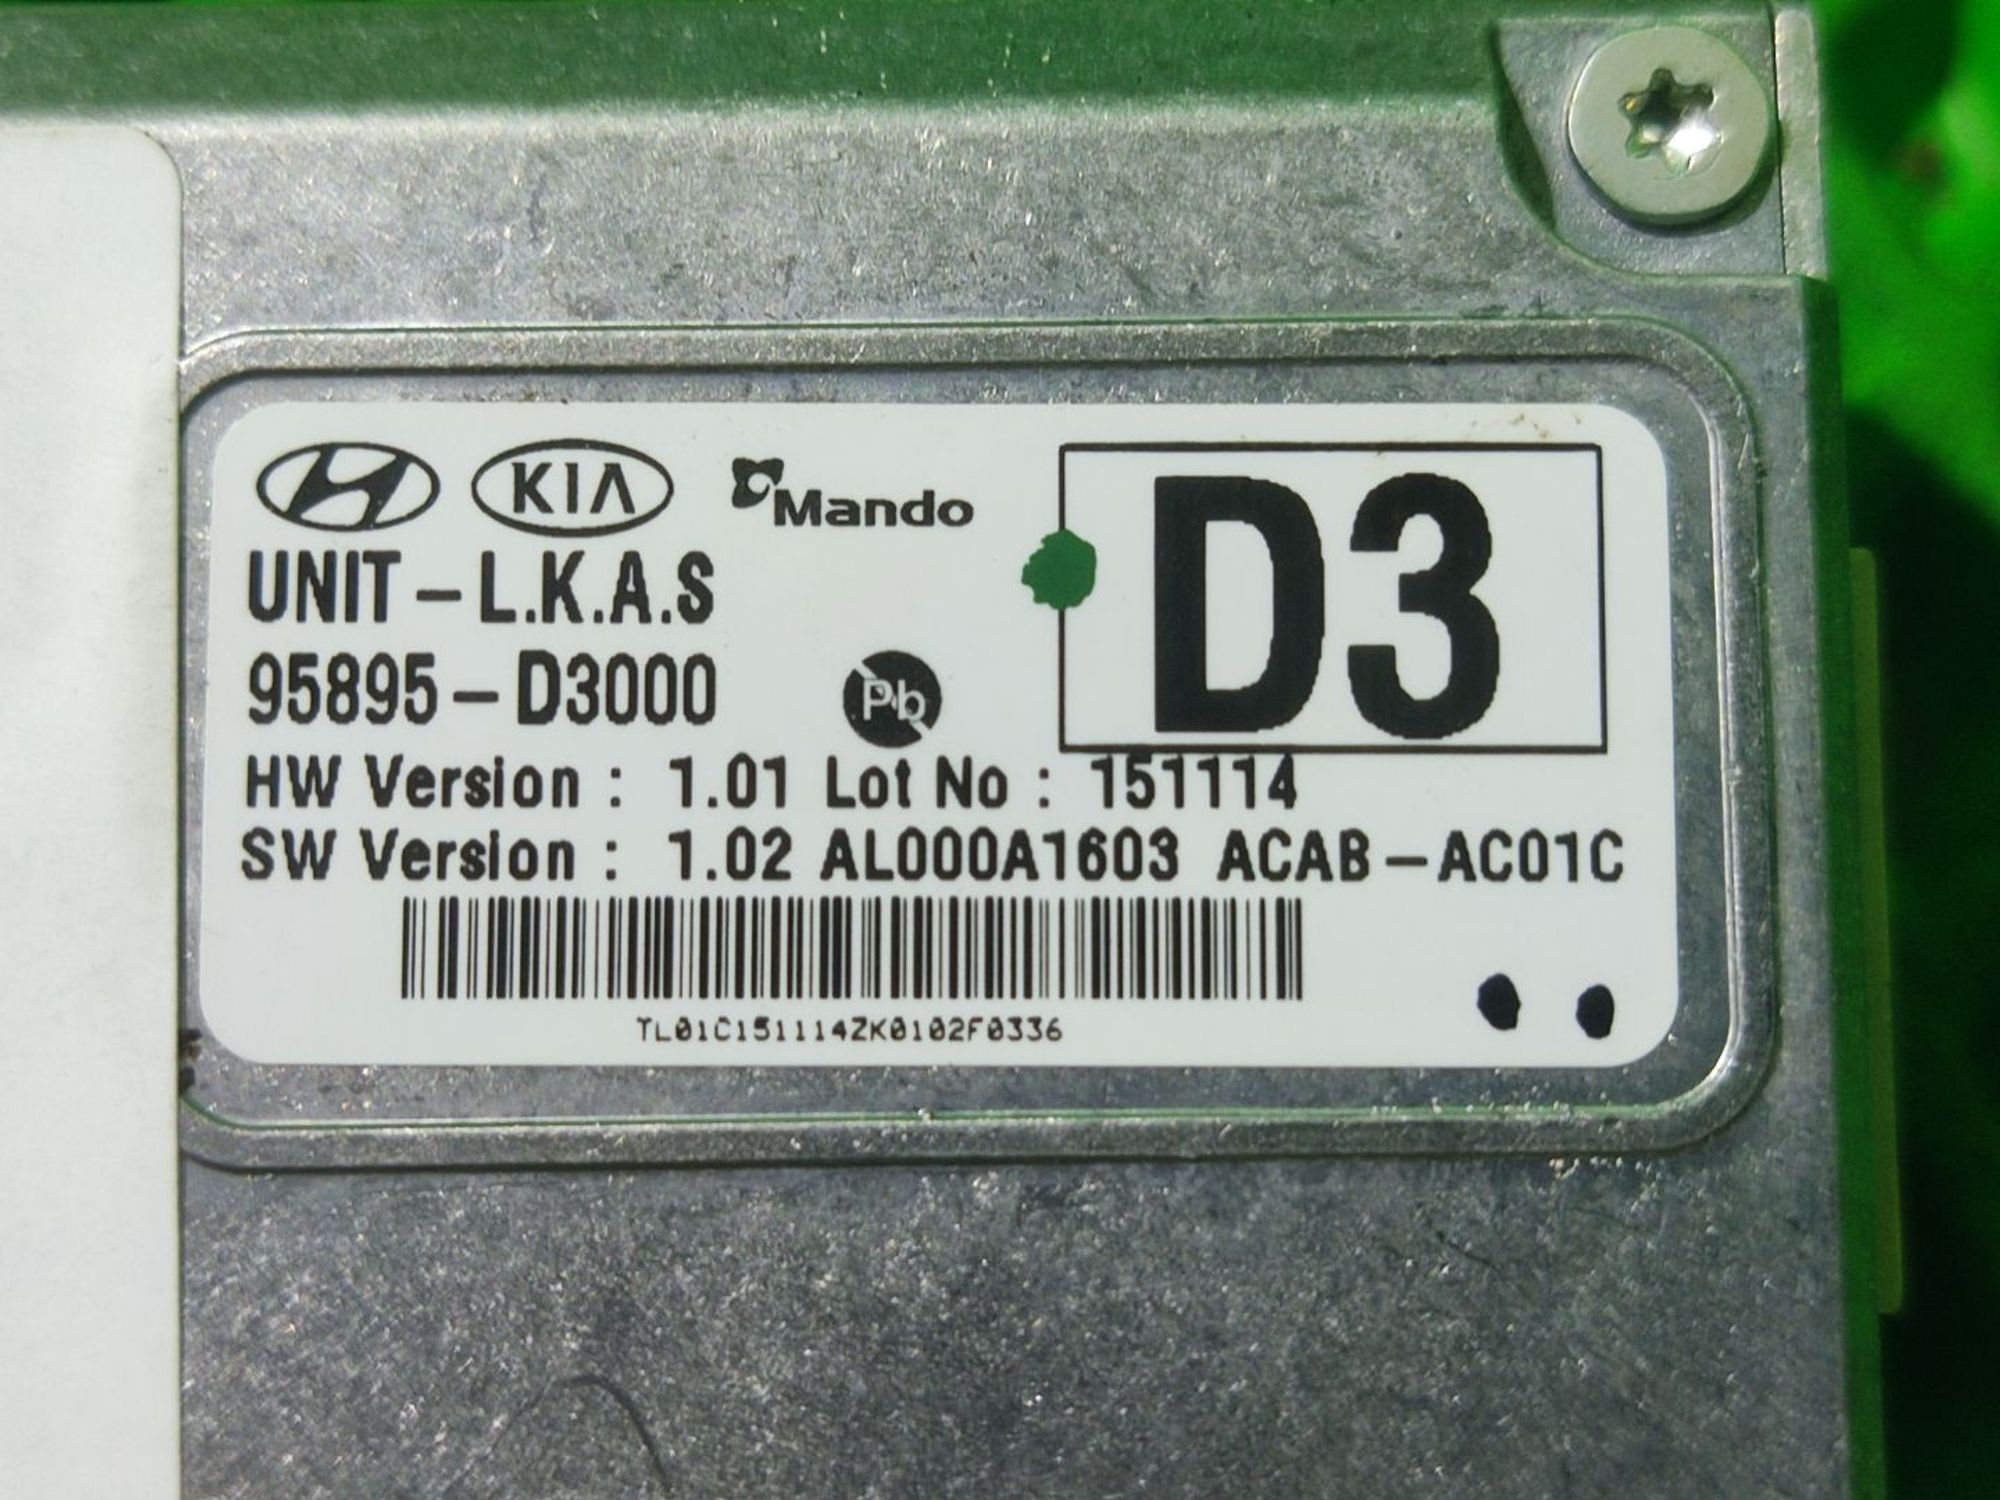 KIA Mando
D3
UNIT-L.K.A.S
95895-D3000
Pb
HW Version : 1.01 Lot No : 151114
SW Version : 1.02 AL000A1603 ACAB-AC01C
TL01C151114ZK0102F0336